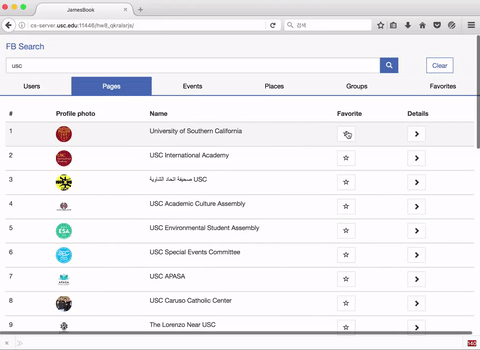 JamesBook
cs-server.usc.edu:11446/hw8_qkralsrjs/
검색
FB Search
usc
Clear
Users Pages Events Places Groups Favorites
# Profile photo Name Favorite Details
1 University of Southern California
2 USC International Academy
3 USC صحيفة اتحاد الشاوية
4 USC Academic Culture Assembly
5 ESA USC Environmental Student Assembly
6 USC Special Events Committee
7 APASA USC APASA
8 USC Caruso Catholic Center
9 The Lorenzo Near USC
140